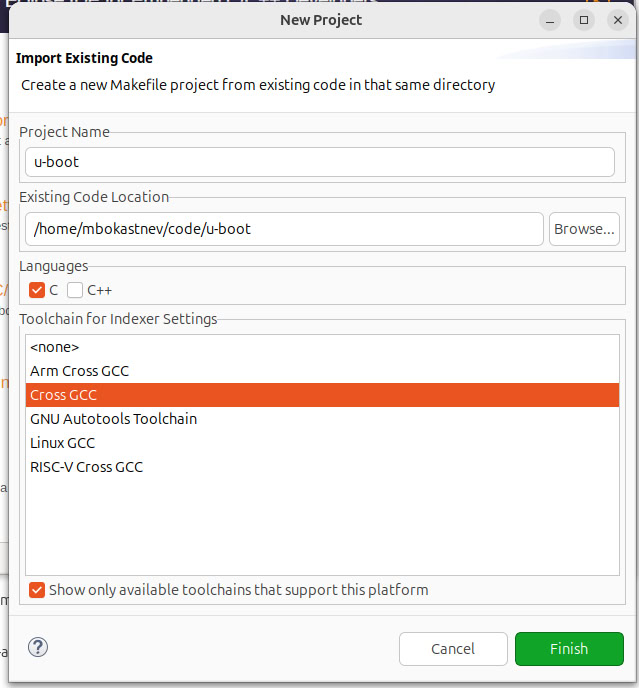 New Project
Import Existing Code
Create a new Makefile project from existing code in that same directory
Project Name
u-boot
Existing Code Location
/home/mbokastnev/code/u-boot
Browse...
Languages
C
C++
Toolchain for Indexer Settings
<none>
Arm Cross GCC
Cross GCC
GNU Autotools Toolchain
Linux GCC
RISC-V Cross GCC
Show only available toolchains that support this platform
?
Cancel
Finish